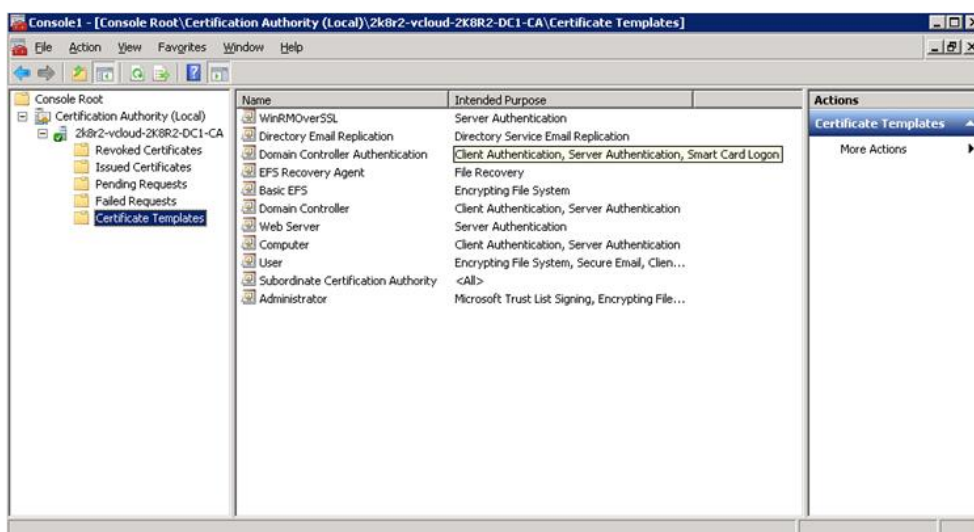 Console1 - [Console Root\Certification Authority (Local)\2k8r2-vcloud-2K8R2-DC1-CA\Certificate Templates]
File Action View Favorites Window Help
Console Root
Certification Authority (Local)
2k8r2-vcloud-2K8R2-DC1-CA
Revoked Certificates
Issued Certificates
Pending Requests
Failed Requests
Certificate Templates
Name Intended Purpose
WinRMOverSSL Server Authentication
Directory Email Replication Directory Service Email Replication
Domain Controller Authentication Client Authentication, Server Authentication, Smart Card Logon
EFS Recovery Agent File Recovery
Basic EFS Encrypting File System
Domain Controller Client Authentication, Server Authentication
Web Server Server Authentication
Computer Client Authentication, Server Authentication
User Encrypting File System, Secure Email, Clien...
Subordinate Certification Authority <All>
Administrator Microsoft Trust List Signing, Encrypting File...
Actions
Certificate Templates
More Actions